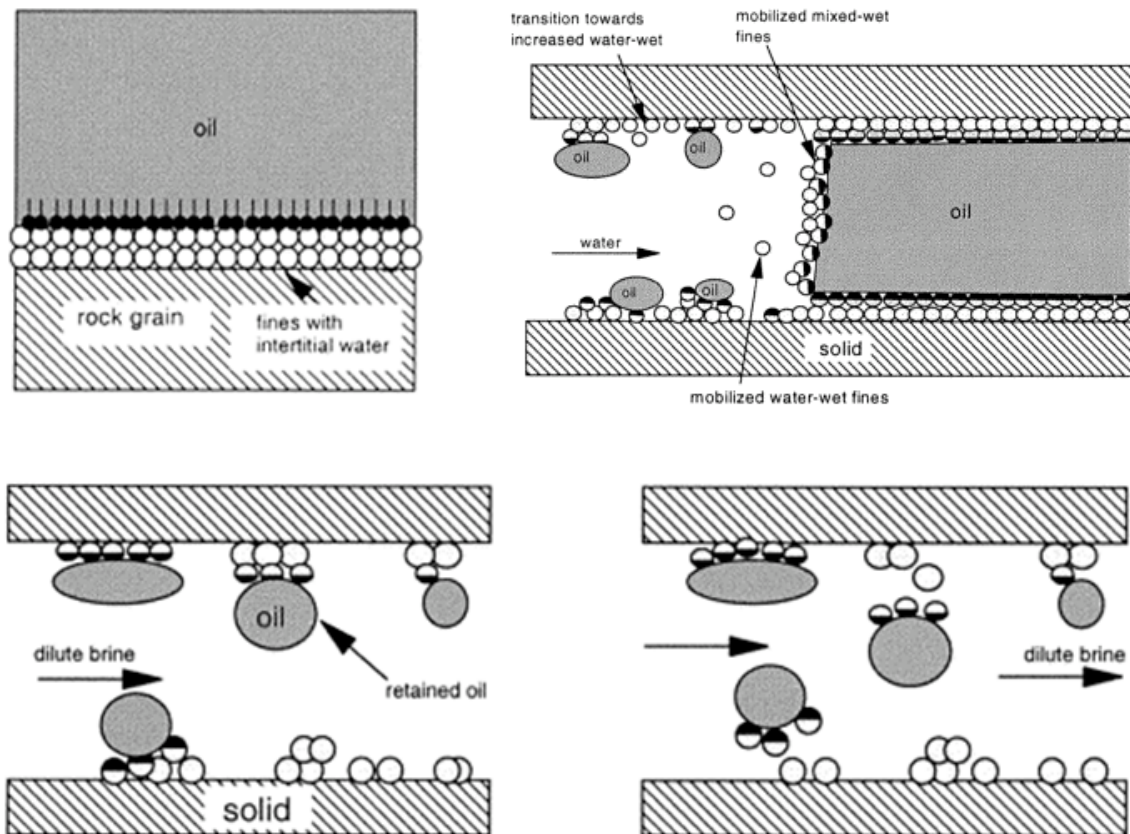 oil
rock grain
fines with
intertitial water
transition towards
increased water-wet
mobilized mixed-wet
fines
oil
oil
oil
water
oil
oil
solid
mobilized water-wet fines
oil
dilute brine
retained oil
solid
dilute brine